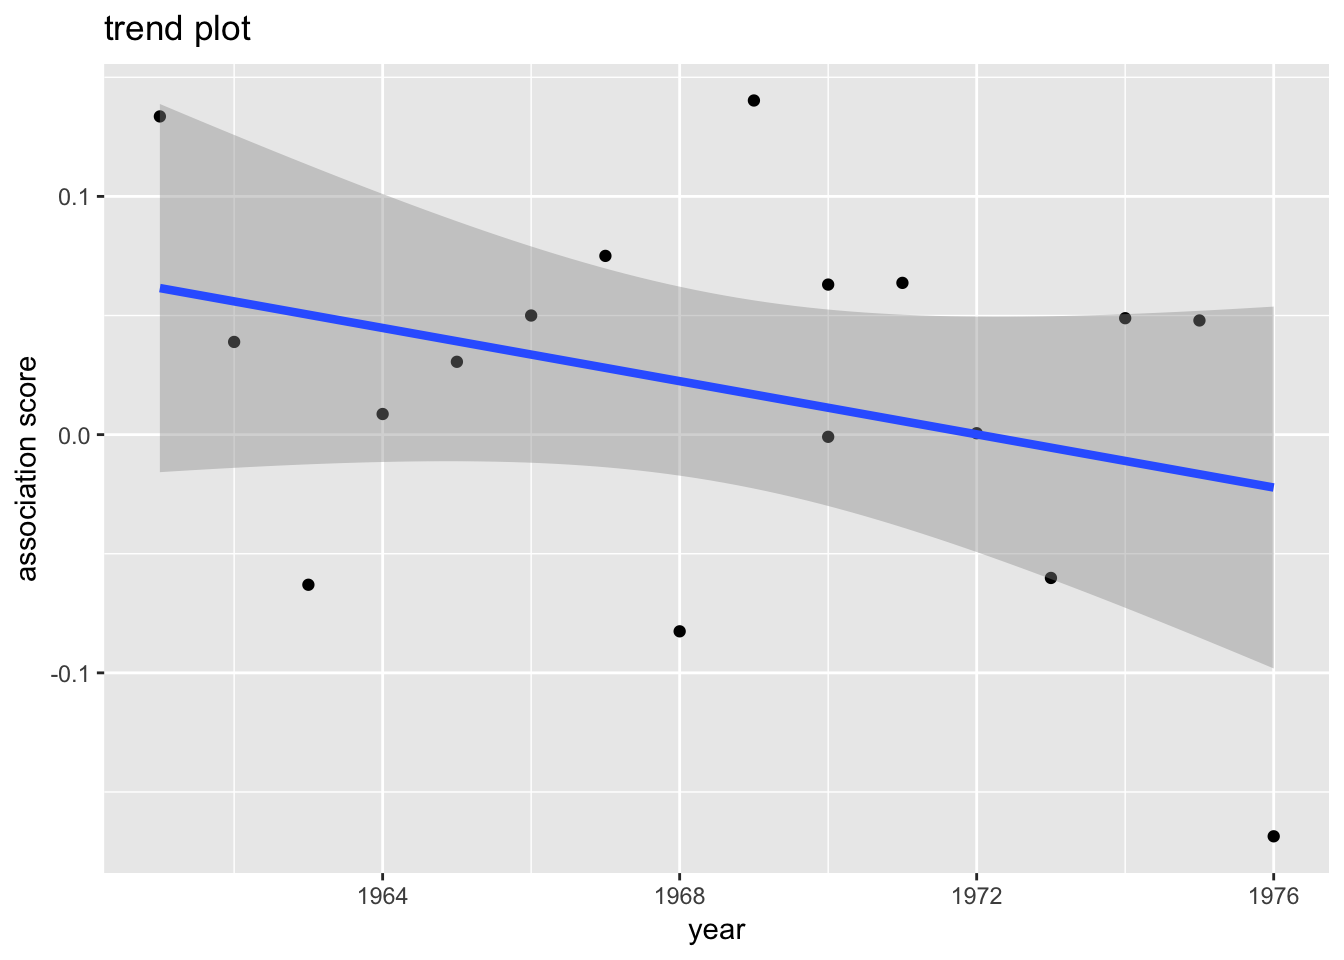 trend plot
0.1
0.0
-0.1
association score
1964
1968
1972
1976
year